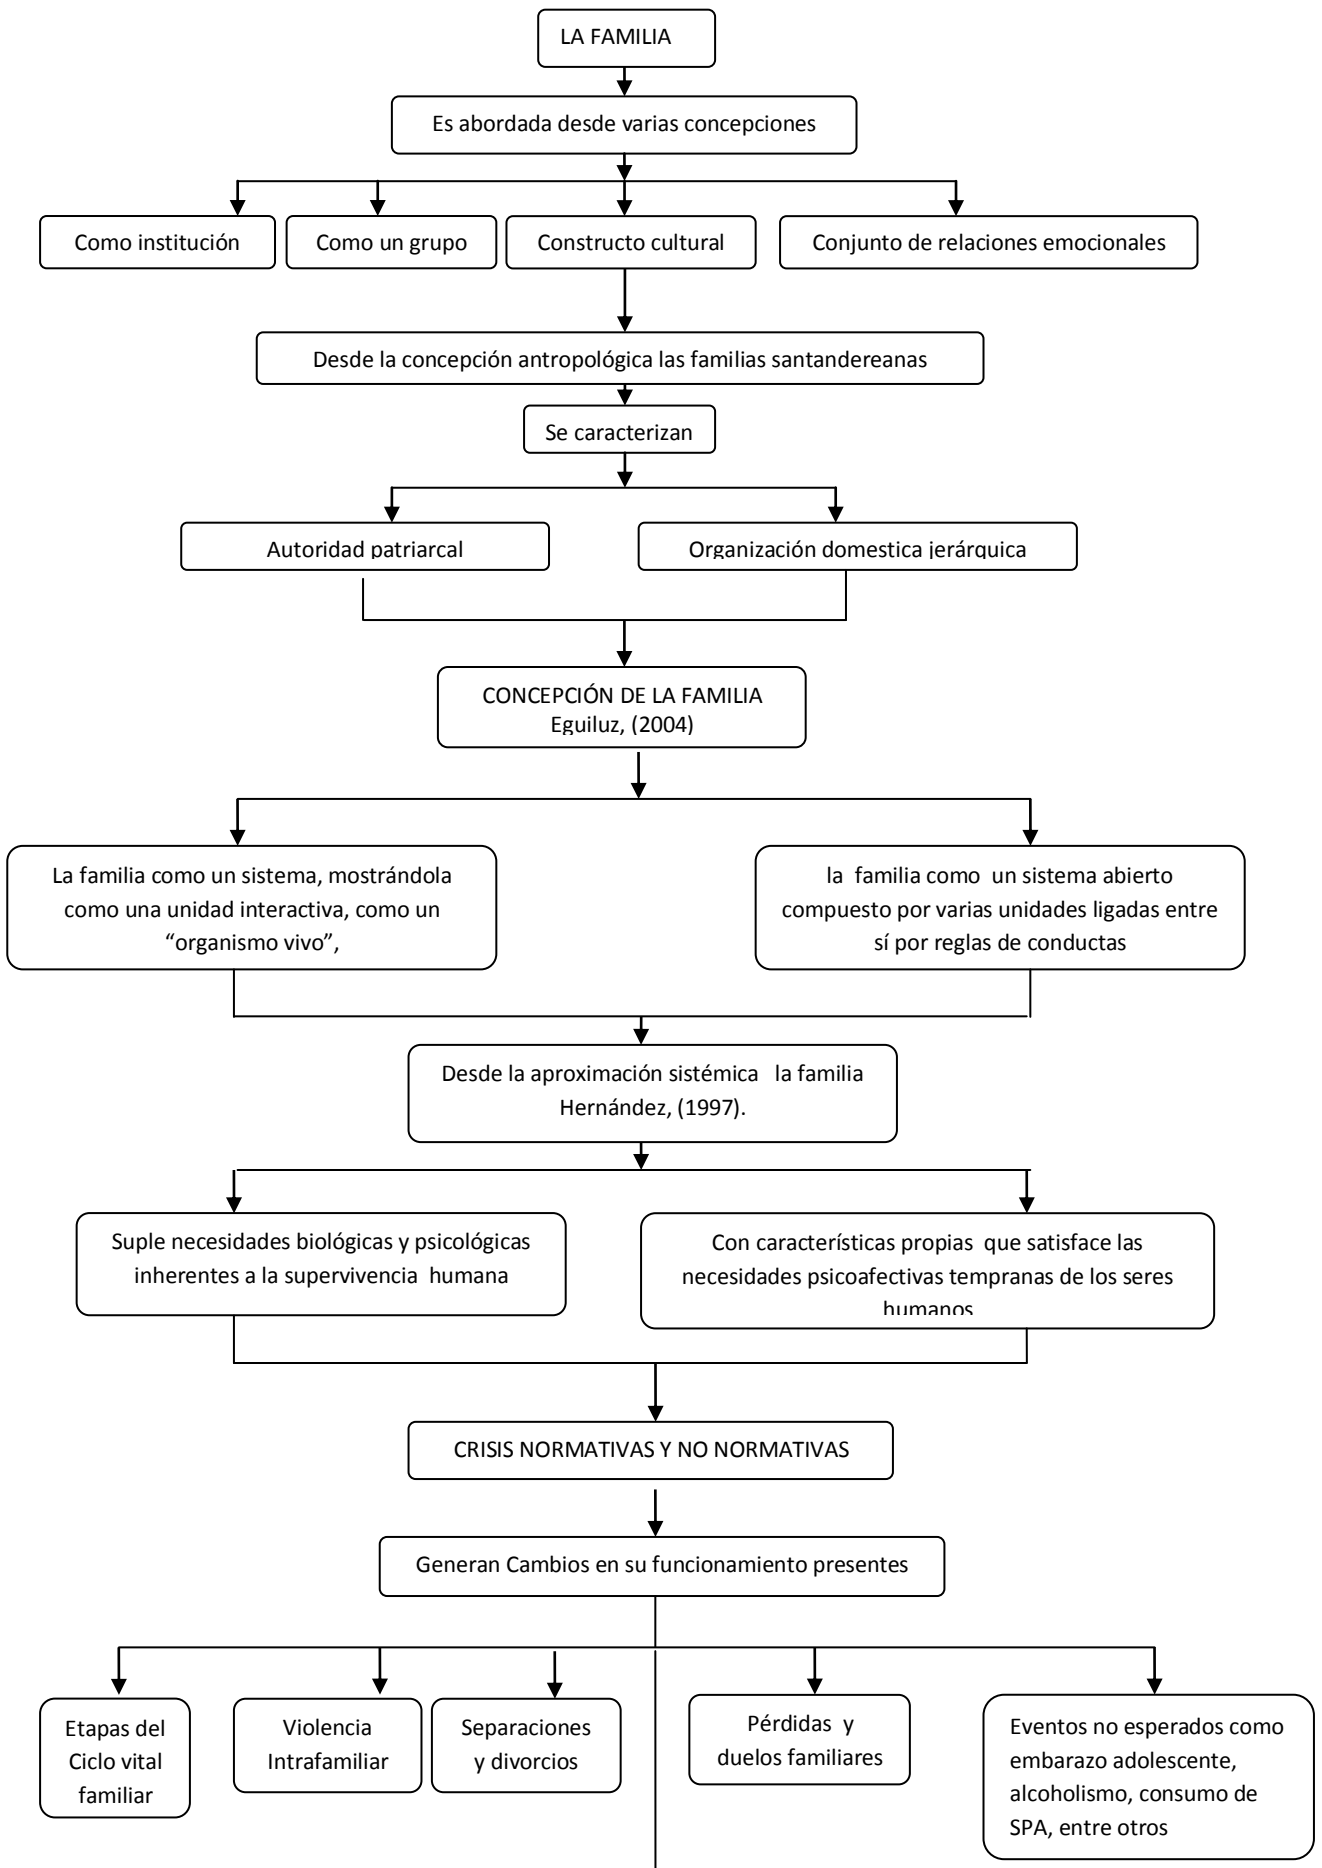 LA FAMILIA
Es abordada desde varias concepciones
Como institución
Como un grupo
Constructo cultural
Conjunto de relaciones emocionales
Desde la concepción antropológica las familias santandereanas
Se caracterizan
Autoridad patriarcal
Organización domestica jerárquica
CONCEPCIÓN DE LA FAMILIA
Eguiluz, (2004)
La familia como un sistema, mostrándola
como una unidad interactiva, como un
“organismo vivo”,
la familia como un sistema abierto
compuesto por varias unidades ligadas entre
sí por reglas de conductas
Desde la aproximación sistémica la familia
Hernández, (1997).
Suple necesidades biológicas y psicológicas
inherentes a la supervivencia humana
Con características propias que satisface las
necesidades psicoafectivas tempranas de los seres
humanos
CRISIS NORMATIVAS Y NO NORMATIVAS
Generan Cambios en su funcionamiento presentes
Etapas del
Ciclo vital
familiar
Violencia
Intrafamiliar
Separaciones
y divorcios
Pérdidas y
duelos familiares
Eventos no esperados como
embarazo adolescente,
alcoholismo, consumo de
SPA, entre otros